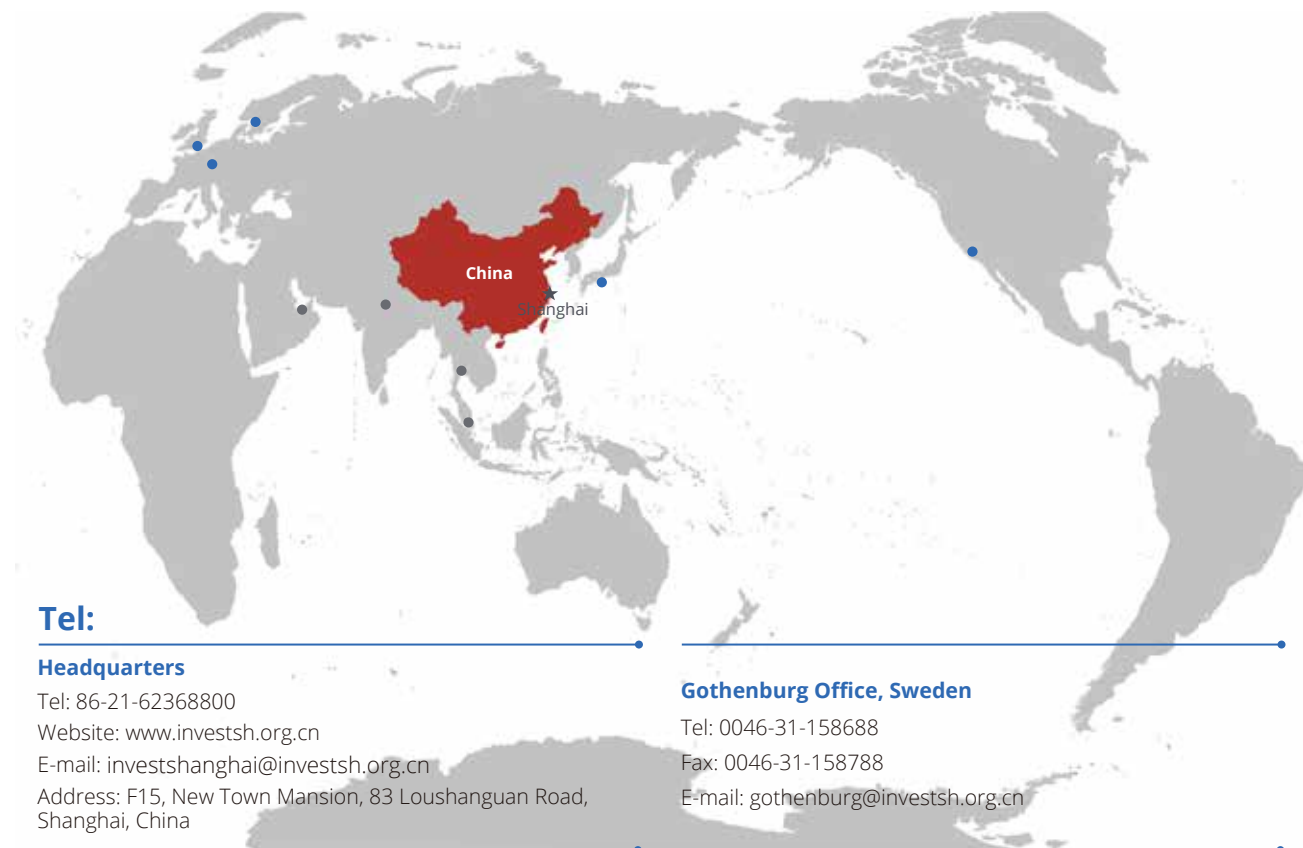 China
Shanghai
Tel:
Headquarters
Tel: 86-21-62368800
Website: www.investsh.org.cn
E-mail: investshanghai@investsh.org.cn
Address: F15, New Town Mansion, 83 Loushanguan Road,
Shanghai, China
Gothenburg Office, Sweden
Tel: 0046-31-158688
Fax: 0046-31-158788
E-mail: gothenburg@investsh.org.cn